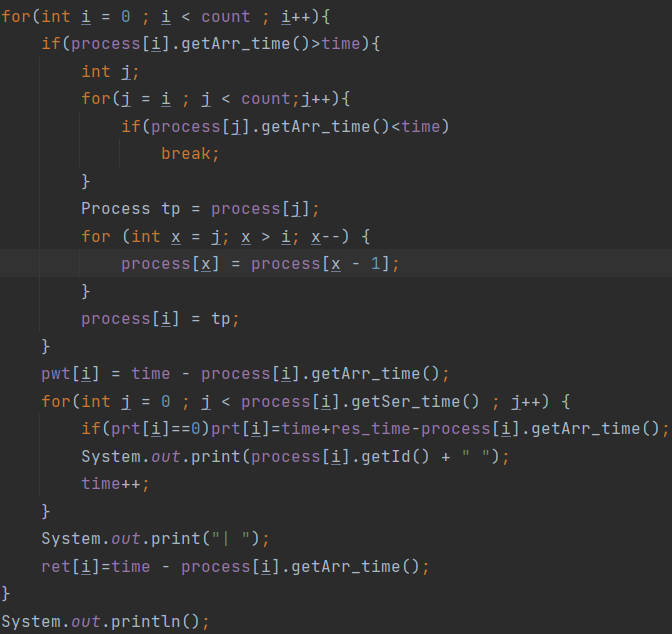 for(int i = 0 ; i < count ; i++){
    if(process[i].getArr_time()>time){
        int j;
        for(j = i ; j < count;j++){
            if(process[j].getArr_time()<time)
                break;
        }
        Process tp = process[j];
        for (int x = j; x > i; x--) {
            process[x] = process[x - 1];
        }
        process[i] = tp;
    }
    pwt[i] = time - process[i].getArr_time();
    for(int j = 0 ; j < process[i].getSer_time() ; j++) {
        if(prt[i]==0)prt[i]=time+res_time-process[i].getArr_time();
        System.out.print(process[i].getId() + " ");
        time++;
    }
    System.out.print("| ");
    ret[i]=time - process[i].getArr_time();
}
System.out.println();